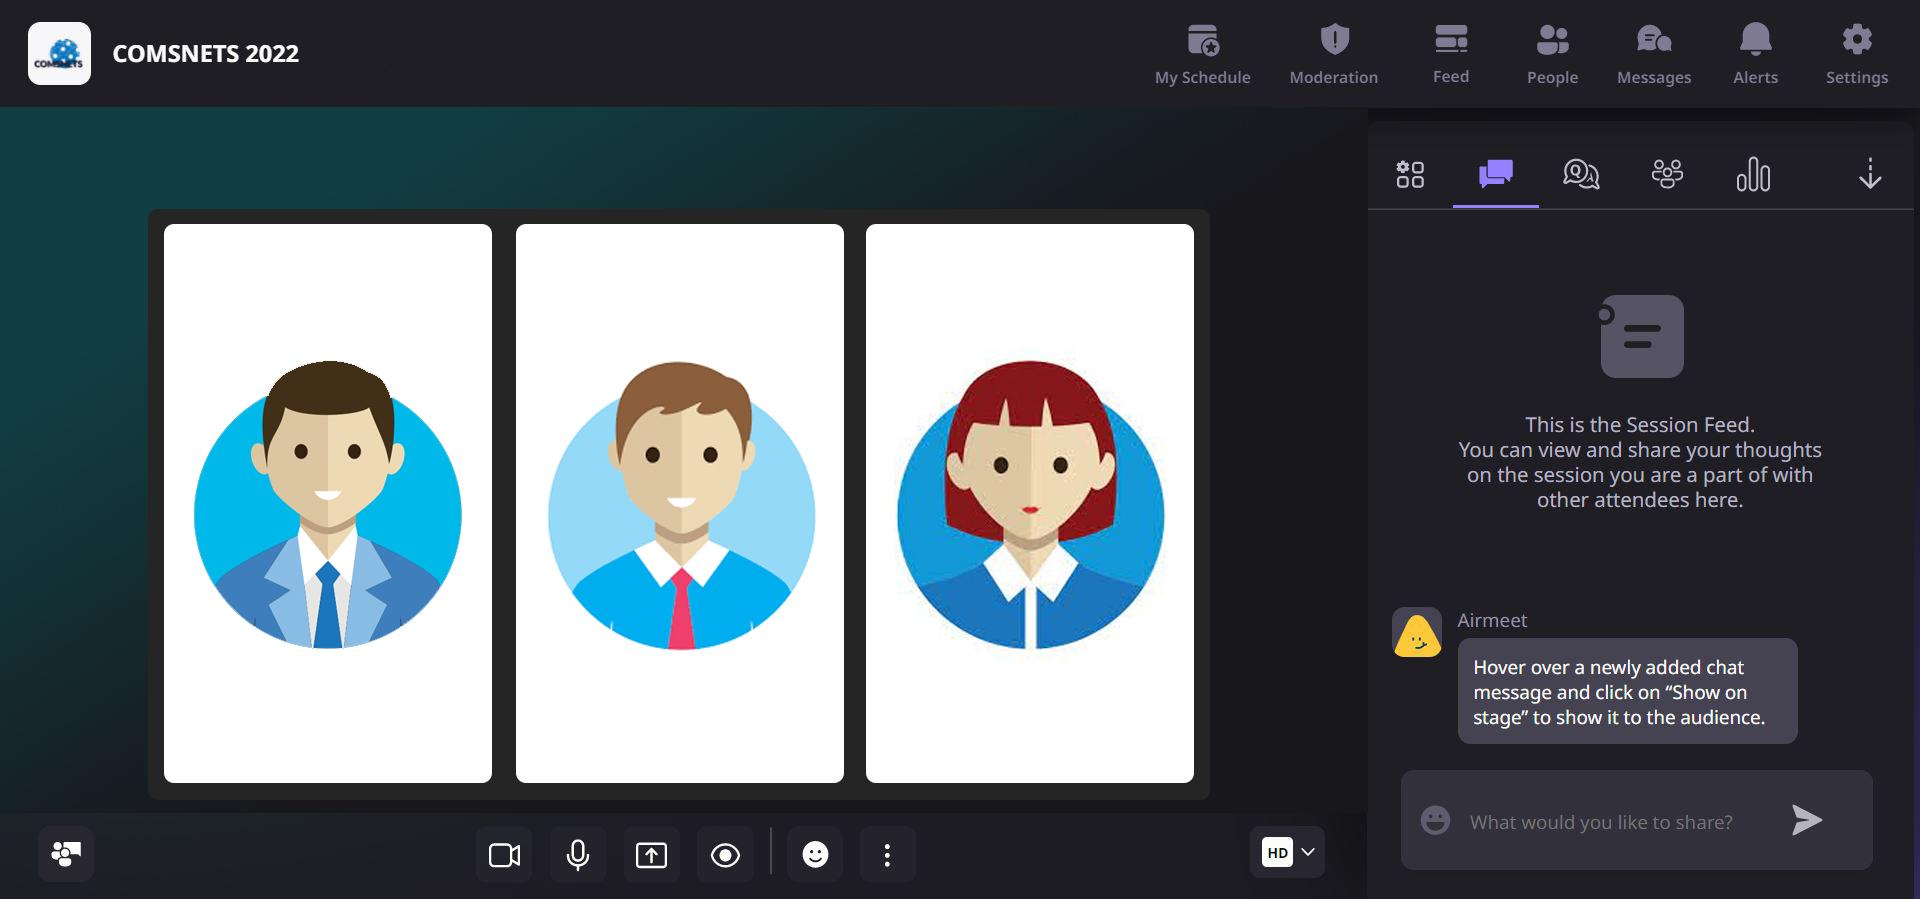 COMSNETS
COMSNETS 2022
My Schedule
Moderation
Feed
People
Messages
Alerts
Settings
Q
A
This is the Session Feed.
You can view and share your thoughts
on the session you are a part of with
other attendees here.
Airmeet
Hover over a newly added chat
message and click on “Show on
stage” to show it to the audience.
What would you like to share?
HD